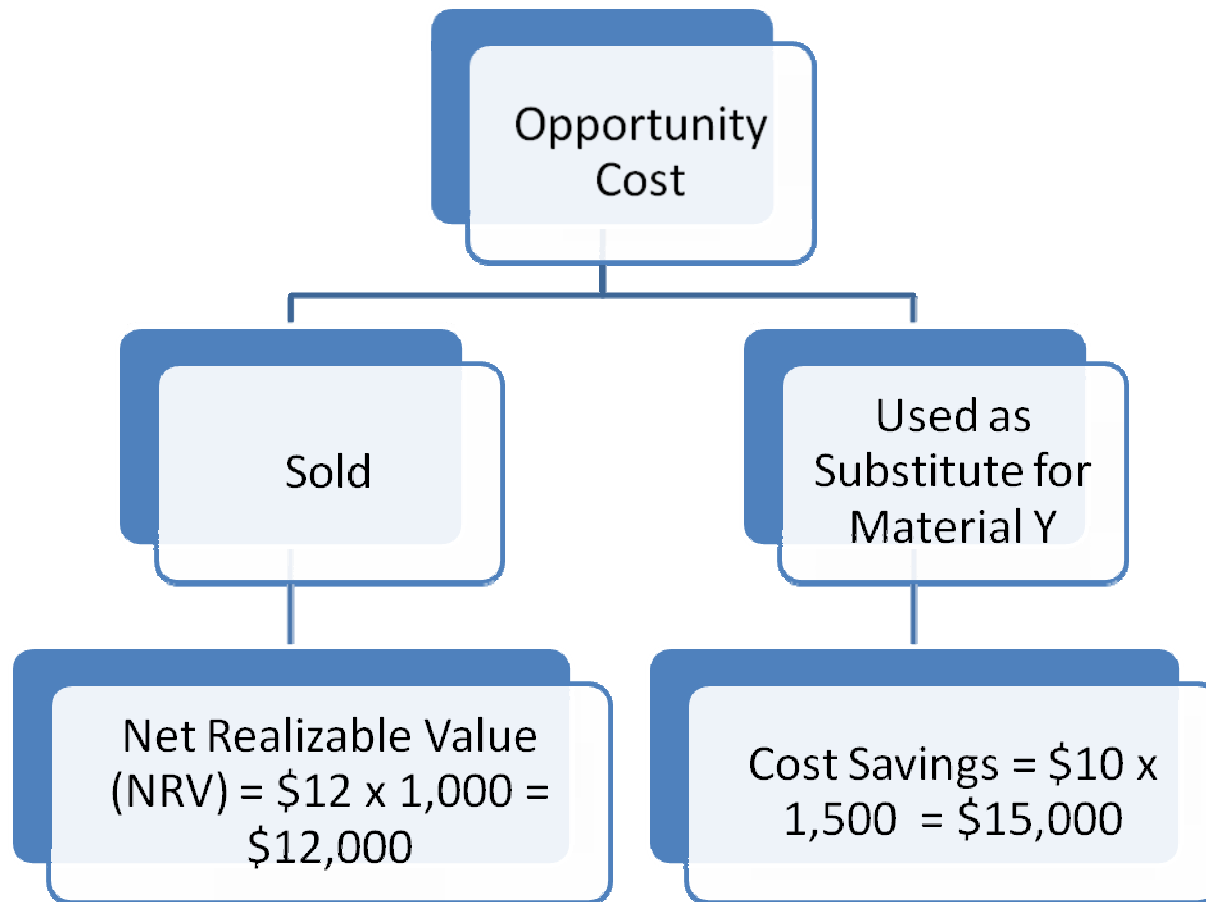 Opportunity
Cost
Sold
Used as
Substitute for
Material Y
Net Realizable Value
(NRV) = $12 x 1,000 =
$12,000
Cost Savings = $10 x
1,500 = $15,000